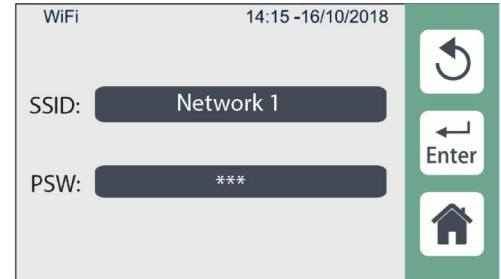 WiFi 14:15 -16/10/2018
SSID: Network 1
Enter
PSW: ***